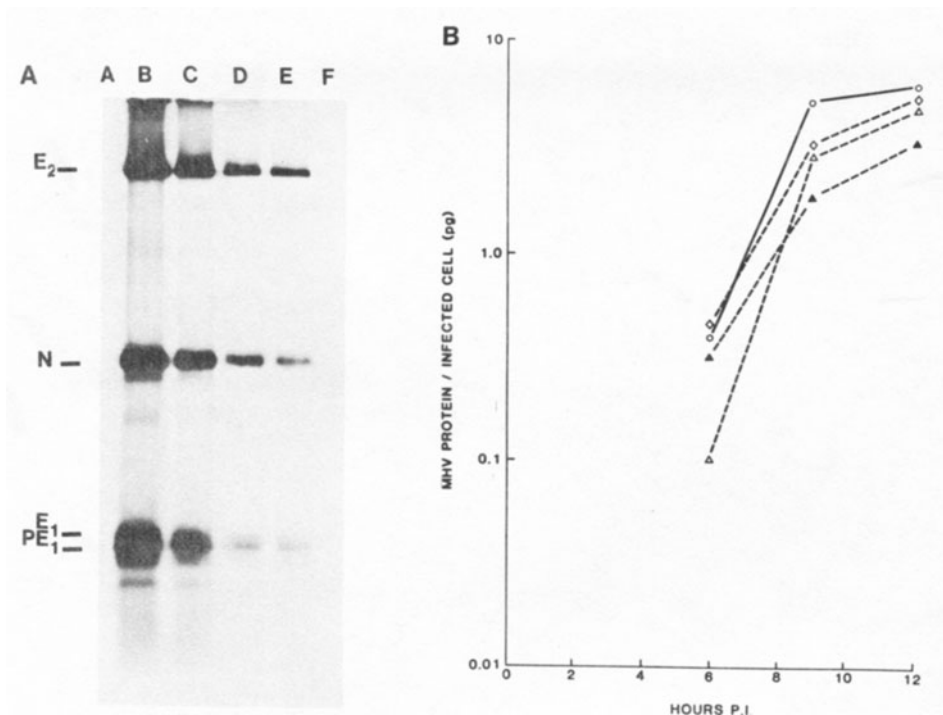 A
A B C D E F
E2
N
E1
PE1
B
MHV PROTEIN / INFECTED CELL (pg)
10
1.0
0.1
0.01
0 2 4 6 8 10 12
HOURS P.I.